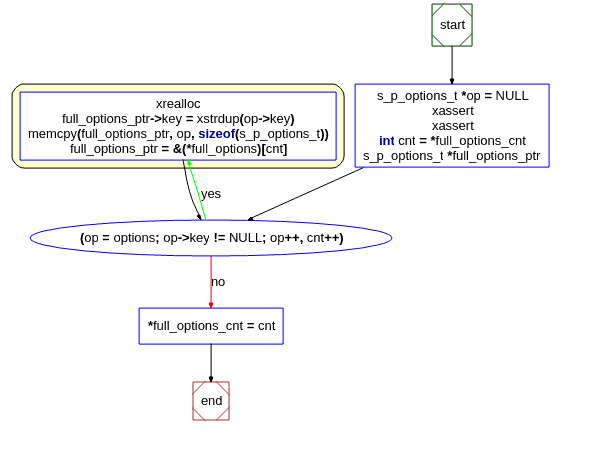 start
s_p_options_t *op = NULL
xassert
xassert
int cnt = *full_options_cnt
s_p_options_t *full_options_ptr
xrealloc
full_options_ptr->key = xstrdup(op->key)
memcpy(full_options_ptr, op, sizeof(s_p_options_t))
full_options_ptr = &(*full_options)[cnt]
yes
(op = options; op->key != NULL; op++, cnt++)
no
*full_options_cnt = cnt
end